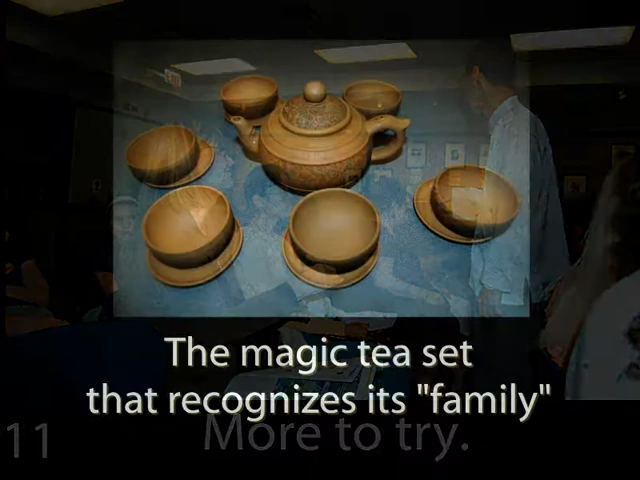 The magic tea set
that recognizes its "family"
11
More to try.